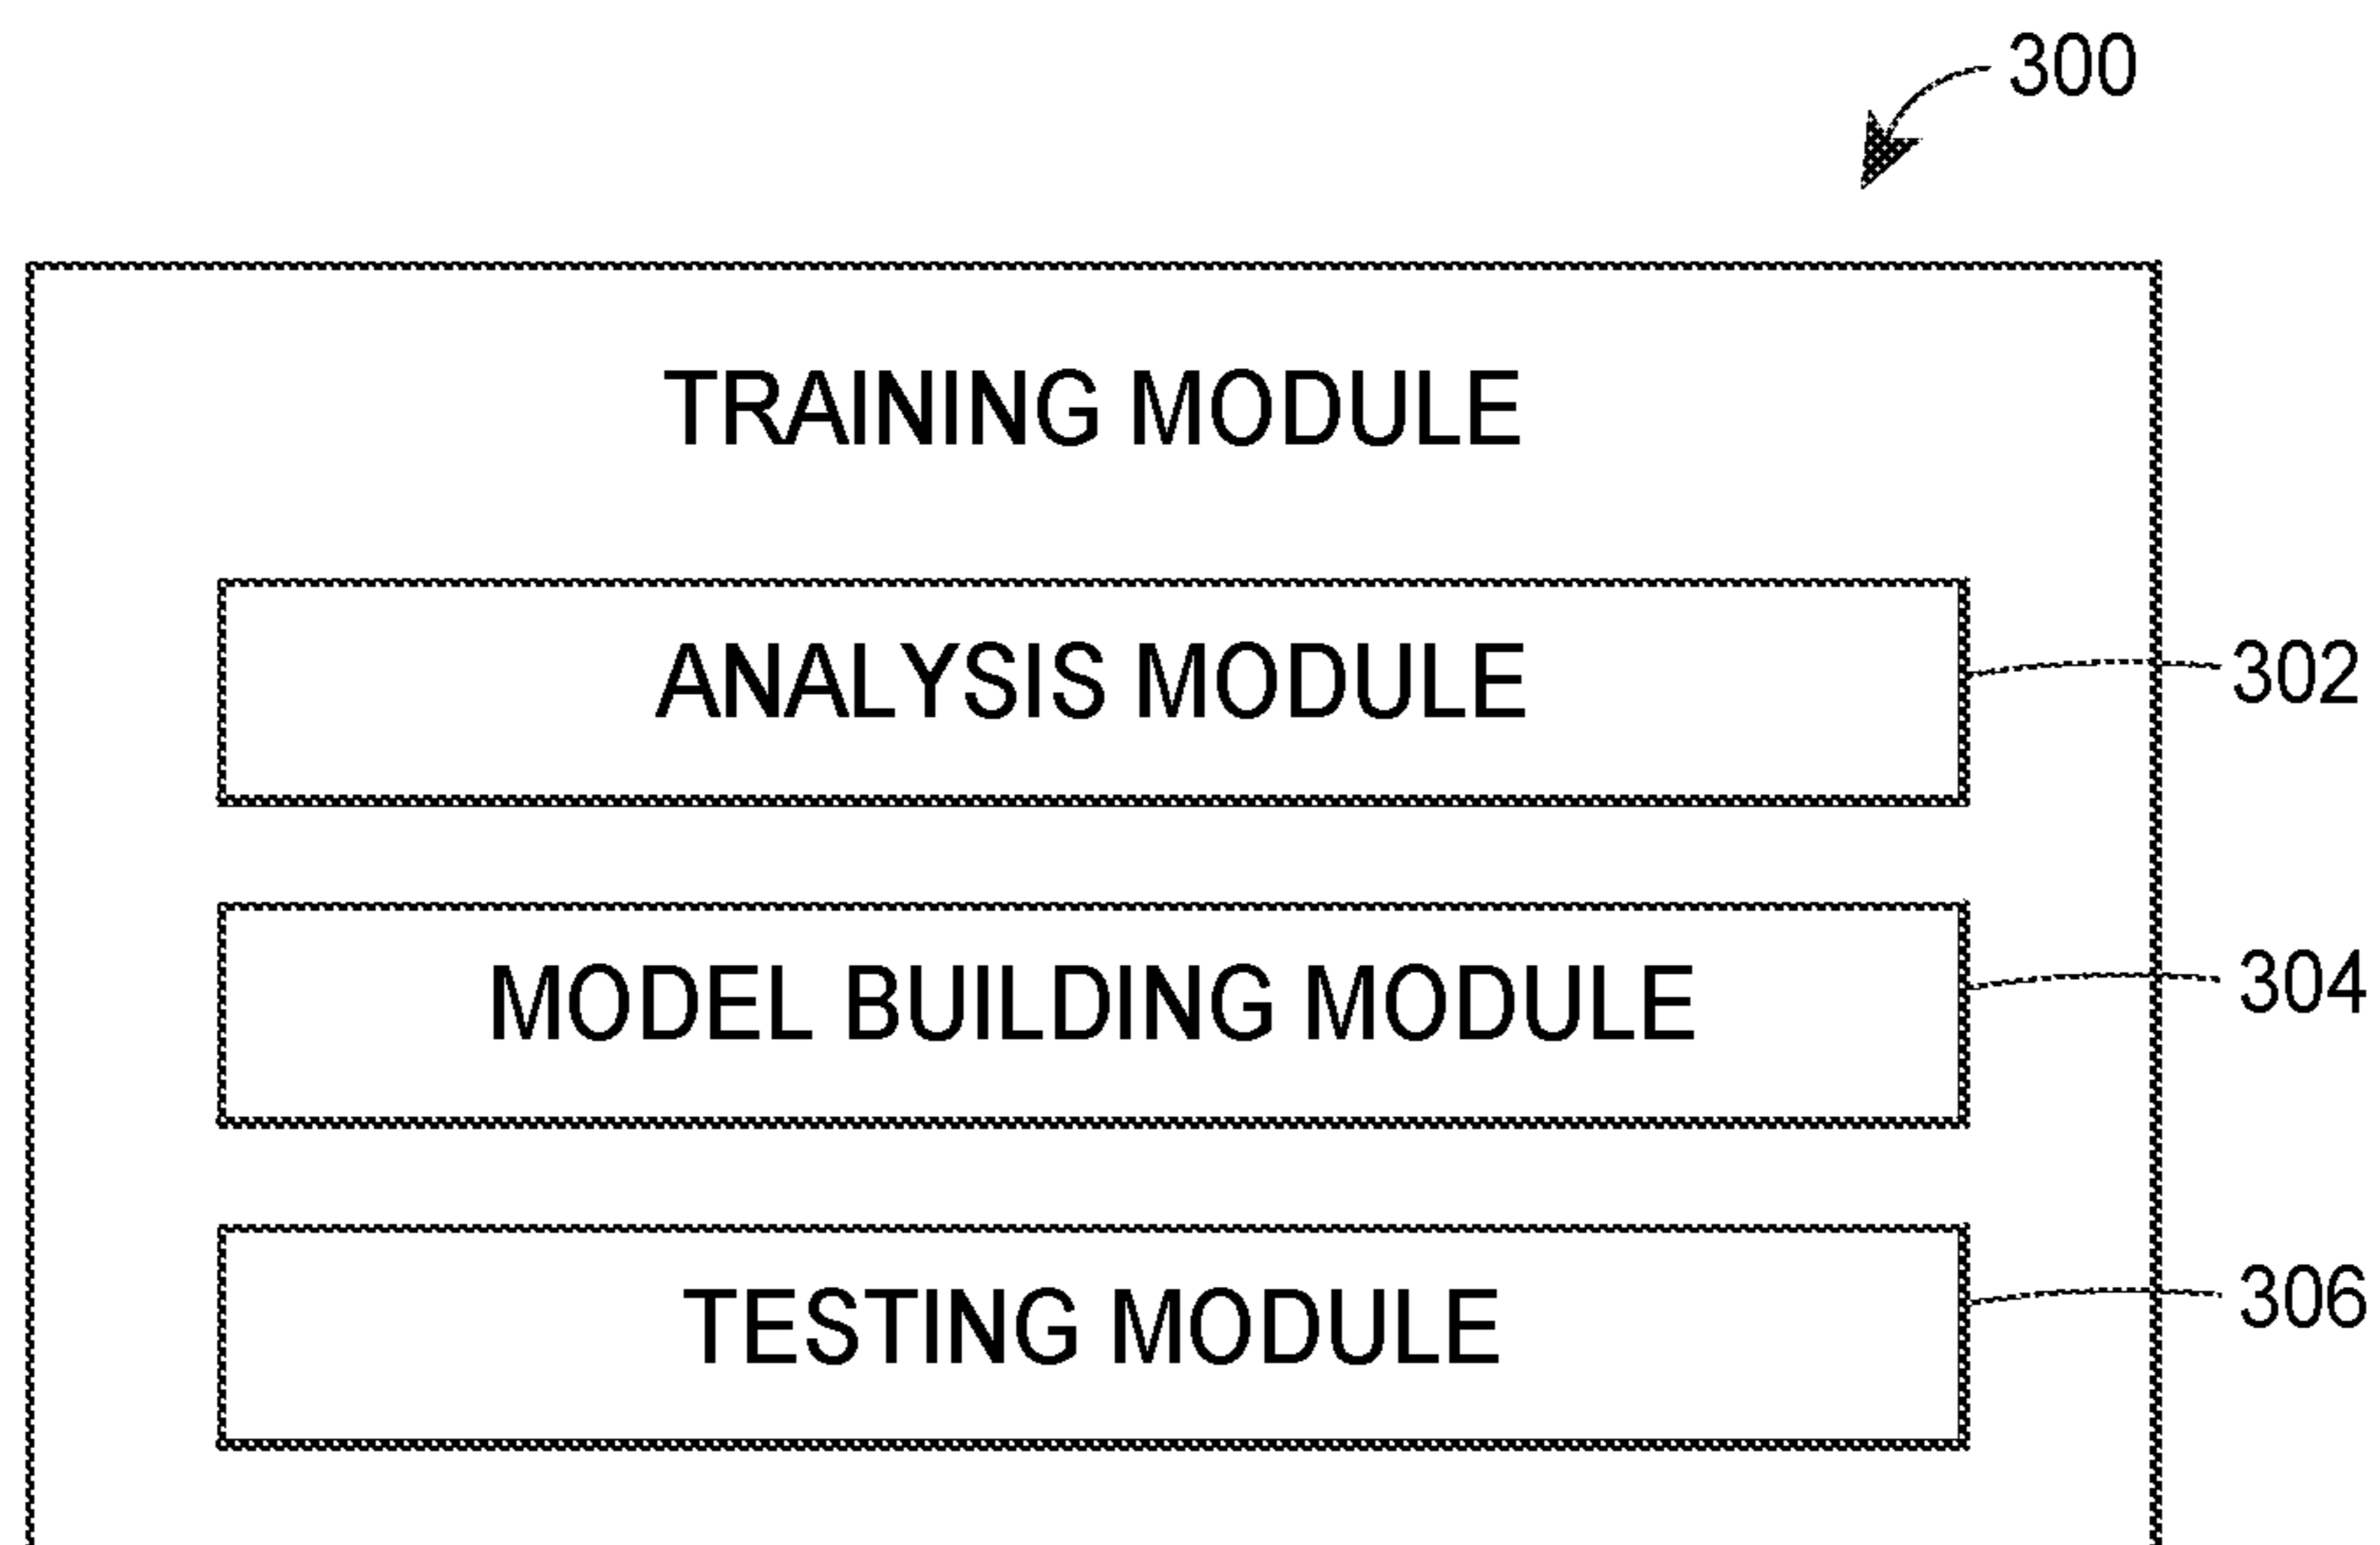 300
TRAINING MODULE
ANALYSIS MODULE
302
MODEL BUILDING MODULE
304
TESTING MODULE
306